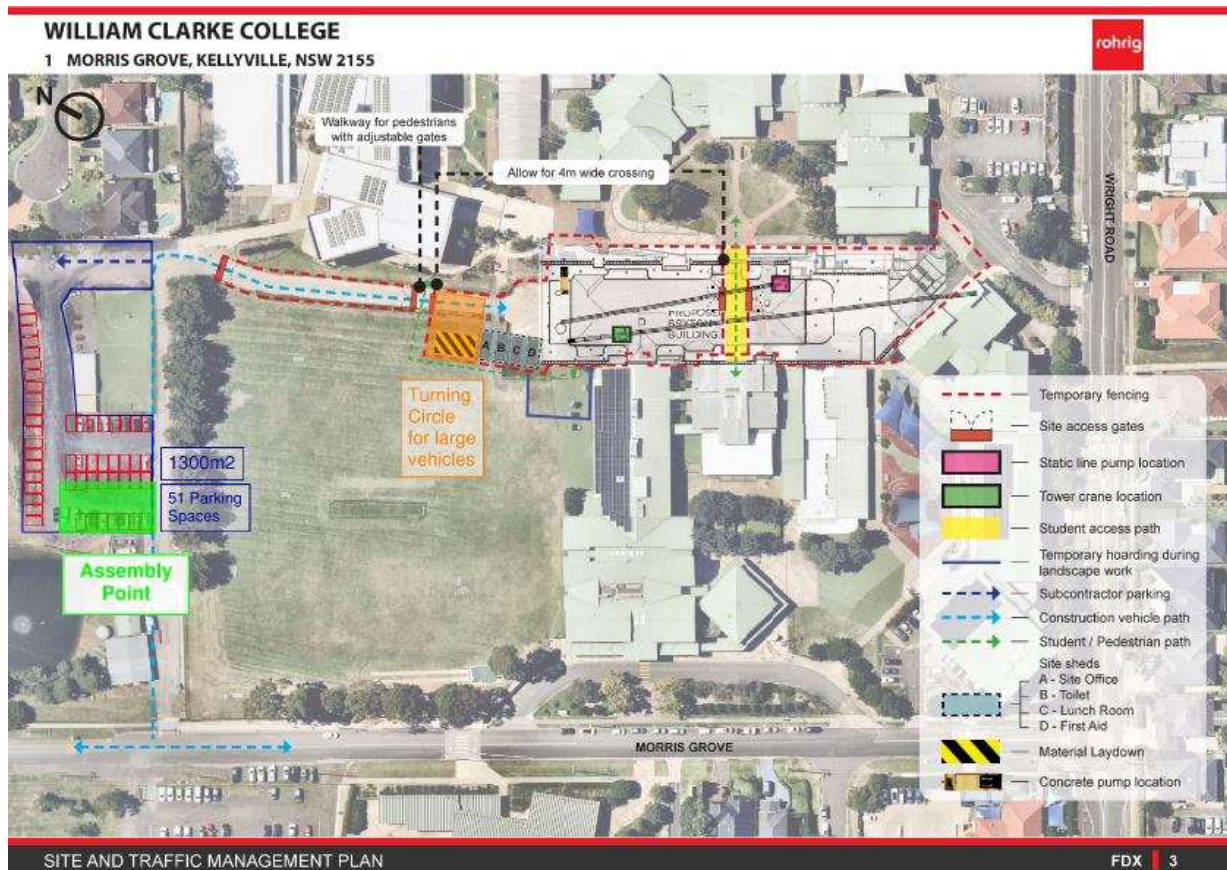 WILLIAM CLARKE COLLEGE
1 MORRIS GROVE, KELLYVILLE, NSW 2155
rohrig
N
Walkway for pedestrians
with adjustable gates
Allow for 4m wide crossing
WRIGHT ROAD
PROPOSE
BRYSON
BUILDING
A B C D
Turning
Circle
for large
vehicles
1300m2
51 Parking
Spaces
Assembly
Point
MORRIS GROVE
Temporary fencing
Site access gates
Static line pump location
Tower crane location
Student access path
Temporary hoarding during
landscape work
Subcontractor parking
Construction vehicle path
Student / Pedestrian path
Site sheds
A - Site Office
B - Toilet
C - Lunch Room
D - First Aid
Material Laydown
Concrete pump location
SITE AND TRAFFIC MANAGEMENT PLAN
FDX 3